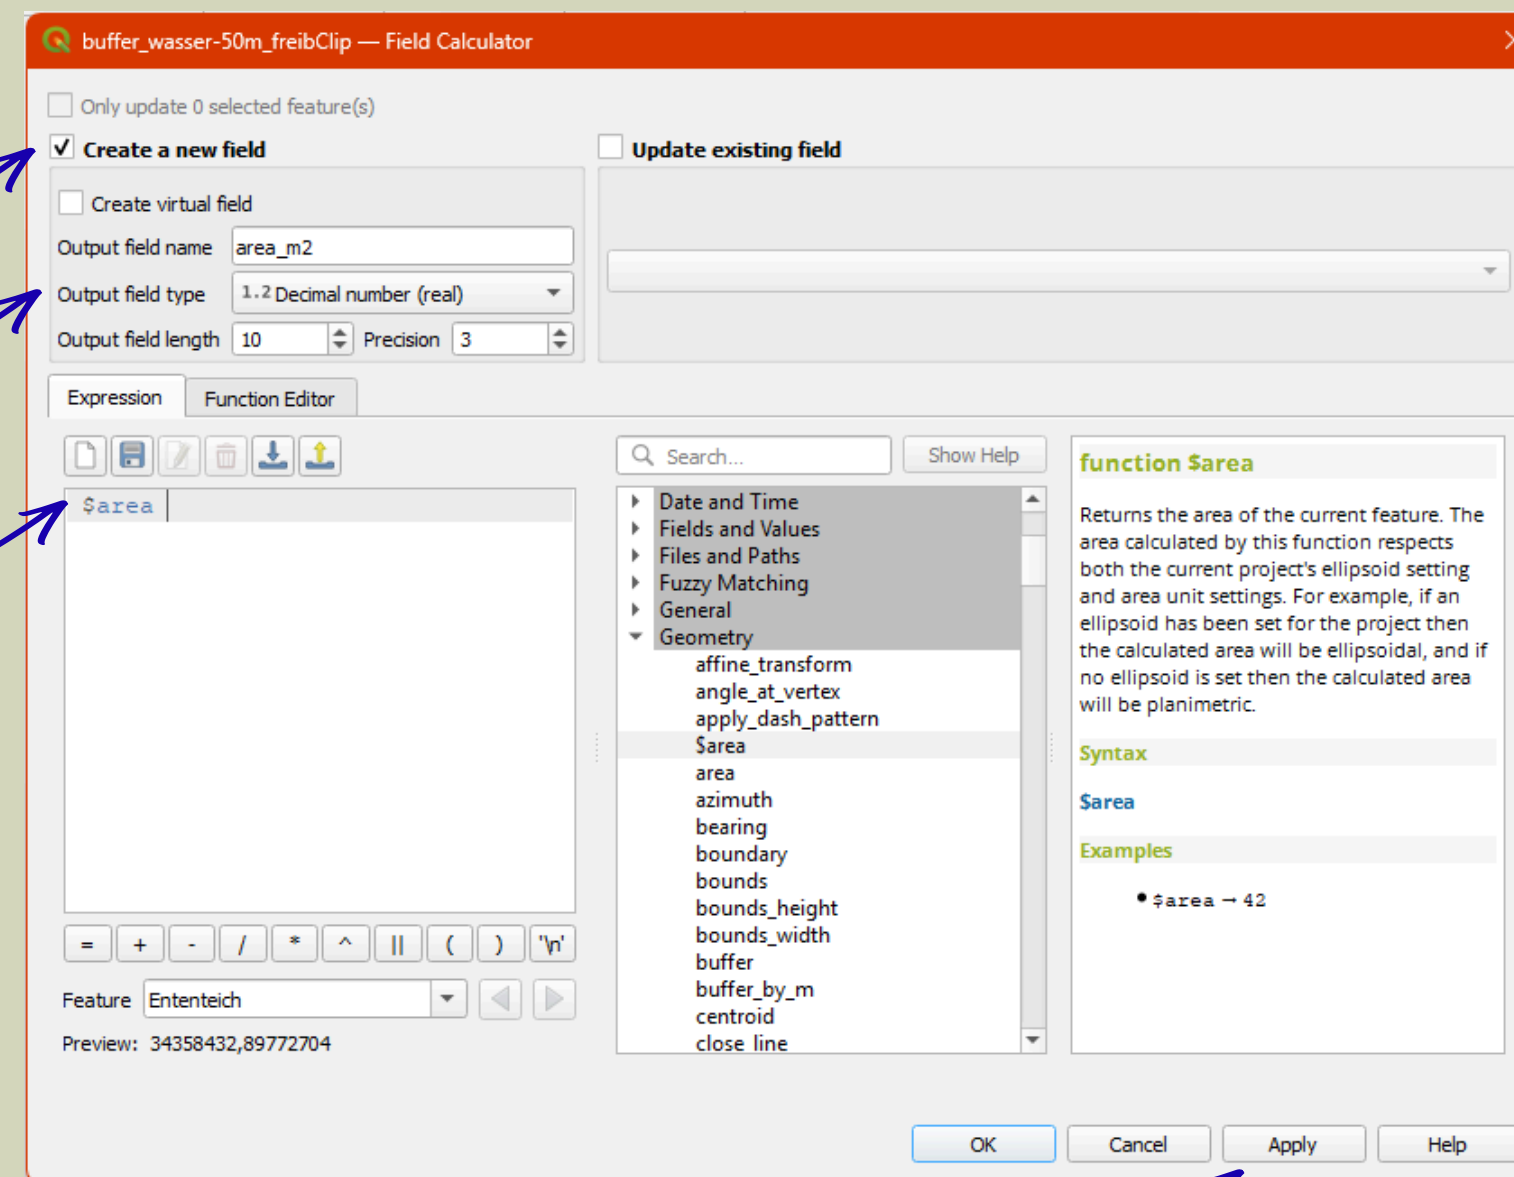 buffer_wasser-50m_freibClip — Field Calculator
Only update 0 selected feature(s)
Create a new field
Update existing field
Create virtual field
Output field name area_m2
Output field type 1.2 Decimal number (real)
Output field length 10 Precision 3
Expression
Function Editor
$area
= + - / * ^ || ( ) '\n'
Feature Ententeich
Preview: 34358432,89772704
Search...
Show Help
Date and Time
Fields and Values
Files and Paths
Fuzzy Matching
General
Geometry
affine_transform
angle_at_vertex
apply_dash_pattern
$area
area
azimuth
bearing
boundary
bounds
bounds_height
bounds_width
buffer
buffer_by_m
centroid
close_line
function $area
Returns the area of the current feature. The
area calculated by this function respects
both the current project's ellipsoid setting
and area unit settings. For example, if an
ellipsoid has been set for the project then
the calculated area will be ellipsoidal, and if
no ellipsoid is set then the calculated area
will be planimetric.
Syntax
$area
Examples
• $area → 42
OK
Cancel
Apply
Help